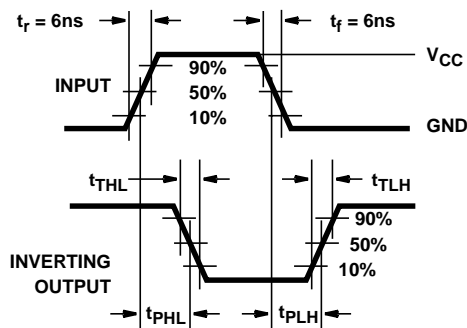 tr = 6ns
tf = 6ns
VCC
INPUT
90%
50%
10%
GND
tTHL
tTLH
90%
50%
10%
INVERTING
OUTPUT
tPHL
tPLH